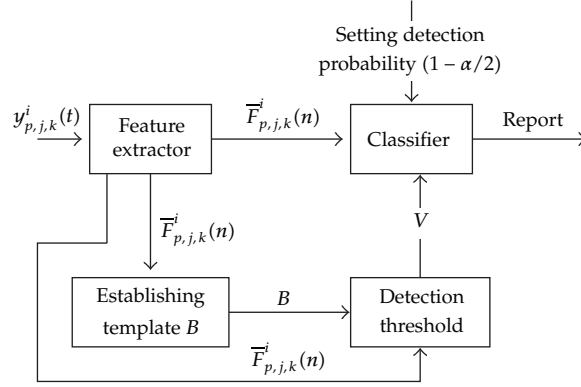 Setting detection
probability (1 − α/2)
y^i_{p,j,k}(t)
Feature
extractor
F̅^i_{p,j,k}(n)
Classifier
Report
F̅^i_{p,j,k}(n)
V
Establishing
template B
B
Detection
threshold
F̅^i_{p,j,k}(n)